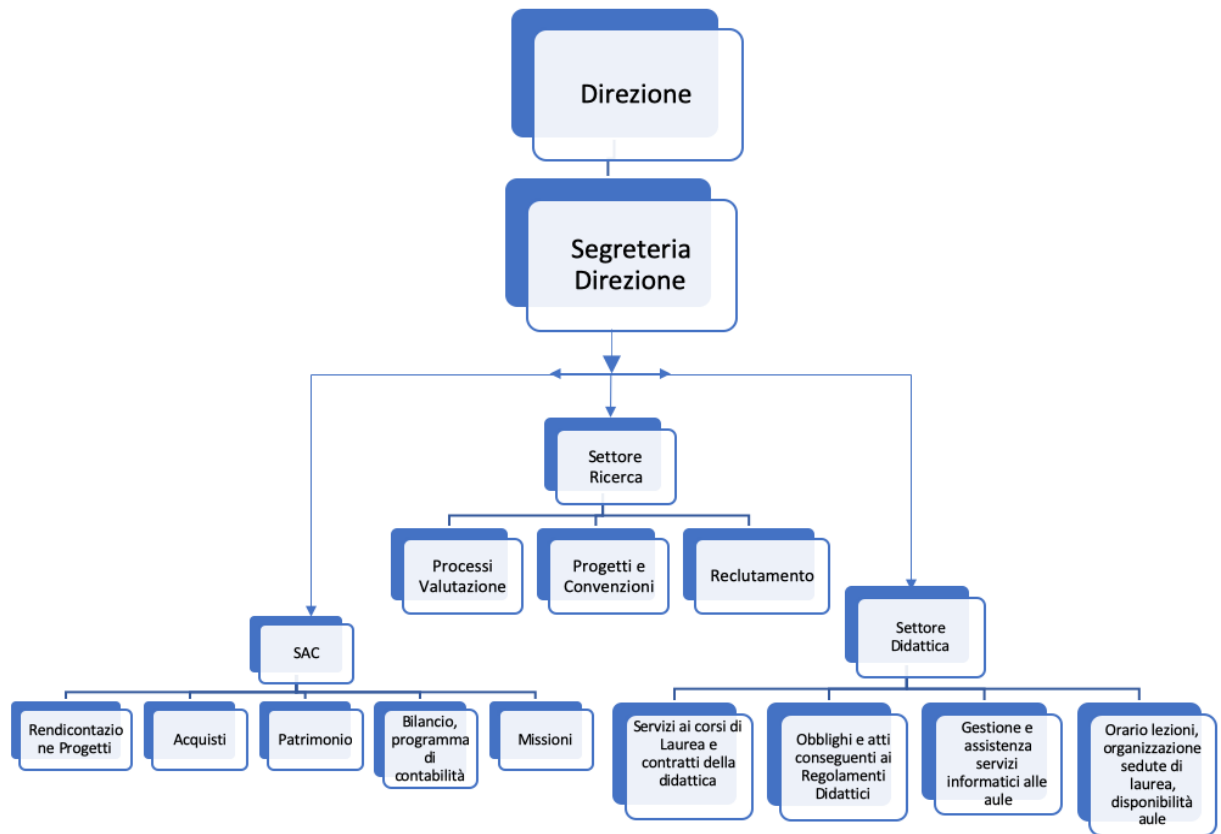 Direzione
Segreteria
Direzione
Settore
Ricerca
Processi
Valutazione
Progetti e
Convenzioni
Reclutamento
SAC
Settore
Didattica
Rendicontazio
ne Progetti
Acquisti
Patrimonio
Bilancio,
programma
di
contabilità
Missioni
Servizi ai corsi di
Laurea e
contratti della
didattica
Obblighi e atti
conseguenti ai
Regolamenti
Didattici
Gestione e
assistenza
servizi
informatici alle
aule
Orario lezioni,
organizzazione
sedute di
laurea,
disponibilità
aule